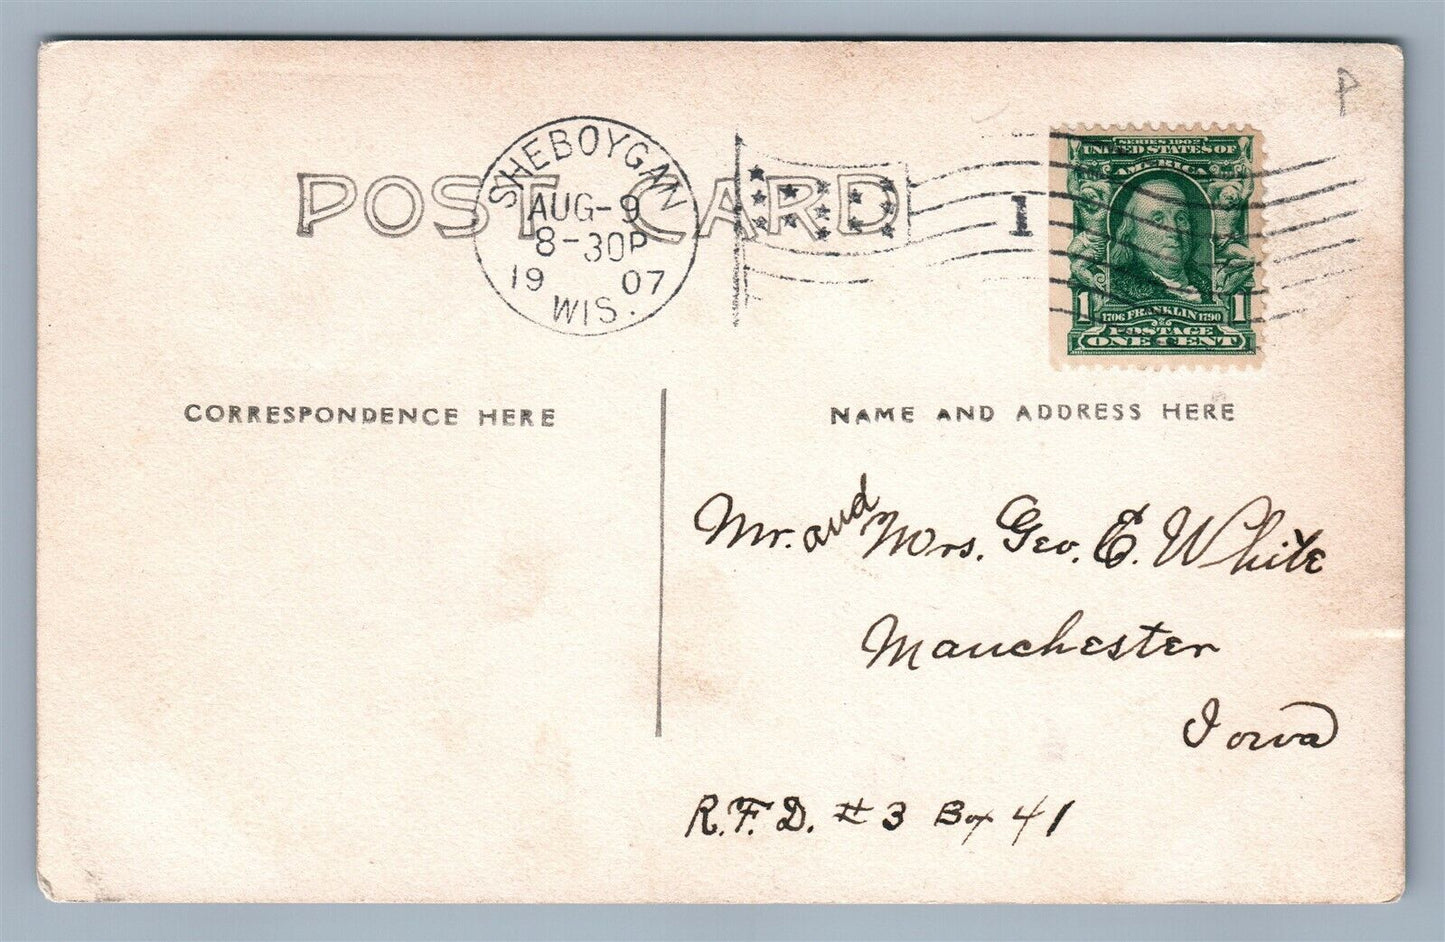 P
POST CARD
SHEBOYGAN
AUG-9
8-30P
19 07
WIS.
1
SERIES 1902
UNITED STATES OF
AMERICA
1 1706 FRANKLIN 1790 1
POSTAGE
ONE CENT
CORRESPONDENCE HERE
NAME AND ADDRESS HERE
Mr. and Mrs. Geo. E. White
Manchester
Iowa
R.F.D. # 3 Box 41